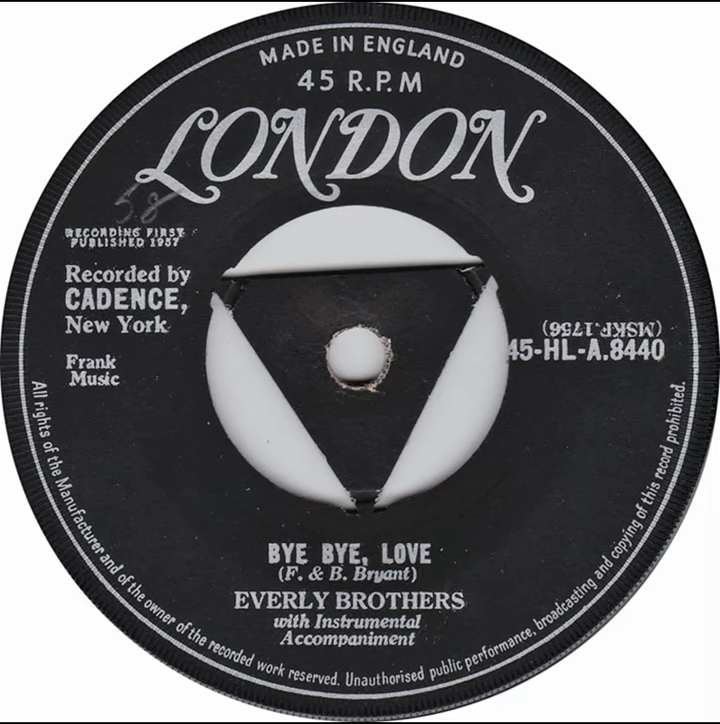 MADE IN ENGLAND
45 R.P.M
LONDON
58
RECORDING FIRST
PUBLISHED 1957
Recorded by
CADENCE,
New York
Frank
Music
(MSKP.1756)
45-HL-A.8440
BYE BYE, LOVE
(F. & B. Bryant)
EVERLY BROTHERS
with Instrumental
Accompaniment
All rights of the Manufacturer and of the owner of the recorded work reserved. Unauthorised public performance, broadcasting and copying of this record prohibited.